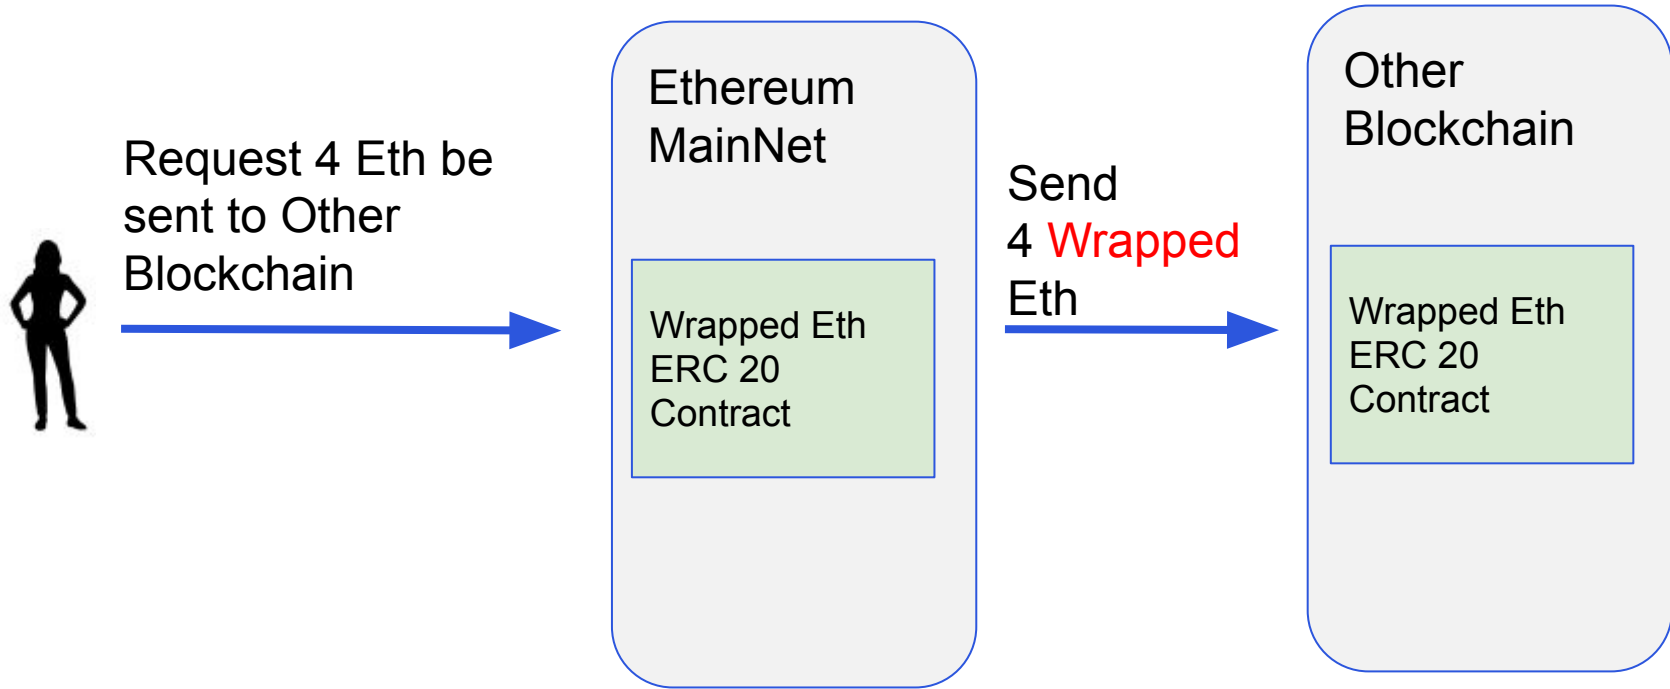 Request 4 Eth be
sent to Other
Blockchain
Ethereum
MainNet
Wrapped Eth
ERC 20
Contract
Send
4 Wrapped
Eth
Other
Blockchain
Wrapped Eth
ERC 20
Contract